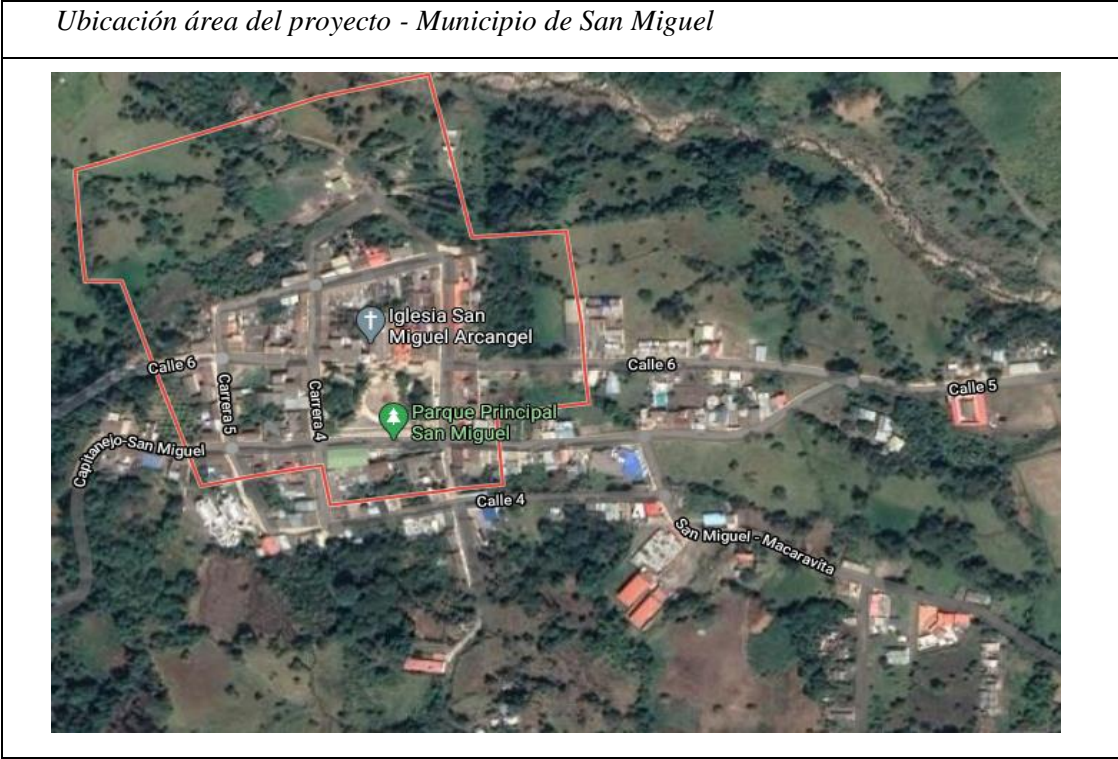 Ubicación área del proyecto - Municipio de San Miguel
Iglesia San
Miguel Arcangel
Calle 6
Calle 6
Calle 5
Carrera 5
Carrera 4
Parque Principal
San Miguel
Capitanejo-San Miguel
Calle 4
San Miguel - Macaravita